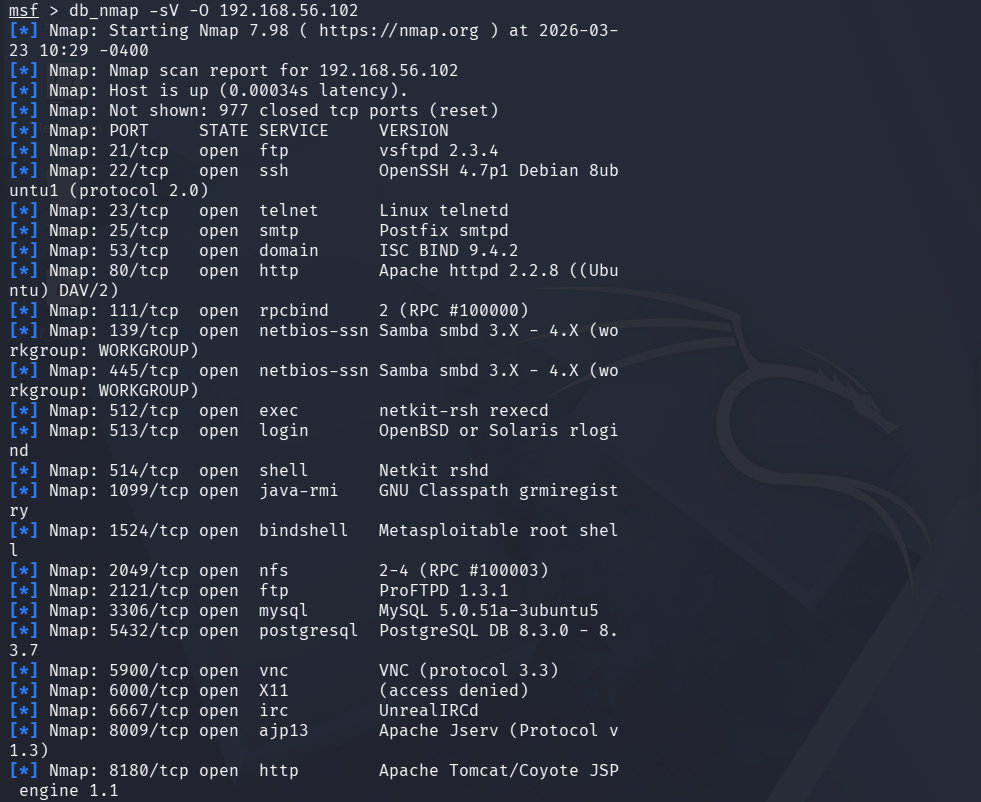 msf > db_nmap -sV -O 192.168.56.102
[*] Nmap: Starting Nmap 7.98 ( https://nmap.org ) at 2026-03-
23 10:29 -0400
[*] Nmap: Nmap scan report for 192.168.56.102
[*] Nmap: Host is up (0.00034s latency).
[*] Nmap: Not shown: 977 closed tcp ports (reset)
[*] Nmap: PORT     STATE SERVICE     VERSION
[*] Nmap: 21/tcp   open  ftp         vsftpd 2.3.4
[*] Nmap: 22/tcp   open  ssh         OpenSSH 4.7p1 Debian 8ub
untu1 (protocol 2.0)
[*] Nmap: 23/tcp   open  telnet      Linux telnetd
[*] Nmap: 25/tcp   open  smtp        Postfix smtpd
[*] Nmap: 53/tcp   open  domain      ISC BIND 9.4.2
[*] Nmap: 80/tcp   open  http        Apache httpd 2.2.8 ((Ubu
ntu) DAV/2)
[*] Nmap: 111/tcp  open  rpcbind     2 (RPC #100000)
[*] Nmap: 139/tcp  open  netbios-ssn Samba smbd 3.X - 4.X (wo
rkgroup: WORKGROUP)
[*] Nmap: 445/tcp  open  netbios-ssn Samba smbd 3.X - 4.X (wo
rkgroup: WORKGROUP)
[*] Nmap: 512/tcp  open  exec        netkit-rsh rexecd
[*] Nmap: 513/tcp  open  login       OpenBSD or Solaris rlogi
nd
[*] Nmap: 514/tcp  open  shell       Netkit rshd
[*] Nmap: 1099/tcp open  java-rmi    GNU Classpath grmiregist
ry
[*] Nmap: 1524/tcp open  bindshell   Metasploitable root shel
l
[*] Nmap: 2049/tcp open  nfs         2-4 (RPC #100003)
[*] Nmap: 2121/tcp open  ftp         ProFTPD 1.3.1
[*] Nmap: 3306/tcp open  mysql       MySQL 5.0.51a-3ubuntu5
[*] Nmap: 5432/tcp open  postgresql  PostgreSQL DB 8.3.0 - 8.
3.7
[*] Nmap: 5900/tcp open  vnc         VNC (protocol 3.3)
[*] Nmap: 6000/tcp open  X11         (access denied)
[*] Nmap: 6667/tcp open  irc         UnrealIRCd
[*] Nmap: 8009/tcp open  ajp13       Apache Jserv (Protocol v
1.3)
[*] Nmap: 8180/tcp open  http        Apache Tomcat/Coyote JSP
 engine 1.1